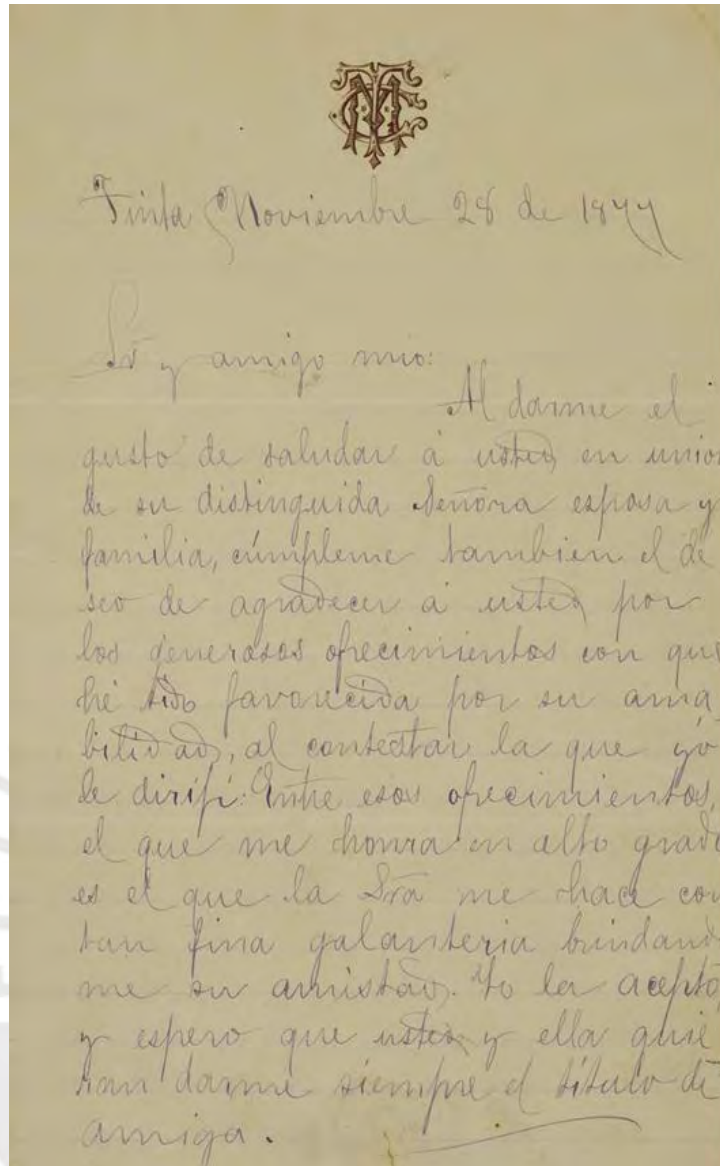 Tinta Noviembre 28 de 1877
Sr y amigo mio:
Al darme el
gusto de saludar á usted en union
de su distinguida Señora esposa y
familia, cúmpleme tambien el de
seo de agradecer á usted por
los generosos ofrecimientos con que
hé sido favorecida por su ama
bilidad, al contestar la que yó
le dirijí. Entre esos ofrecimientos,
el que me honra en alto grado
es el que la Sra me hace con
tan fina galanteria brindando
me su amistad. Yo la acepto,
y espero que usted y ella quie
ran darme siempre el título de
amiga.